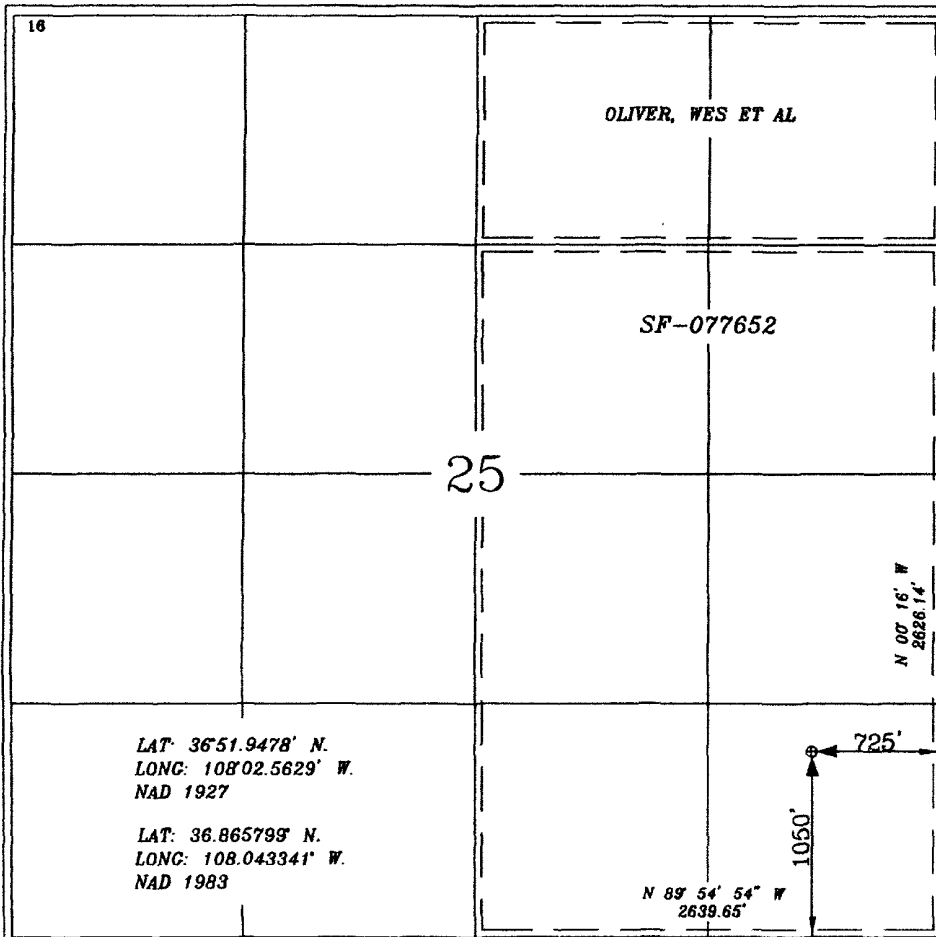 16
OLIVER, WES ET AL
SF-077652
25
N 00° 16' W
2626.14'
LAT: 36°51.9478' N.
LONG: 108°02.5629' W.
NAD 1927
725'
1050'
LAT: 36.865799° N.
LONG: 108.043341° W.
NAD 1983
N 89° 54' 54" W
2639.65'